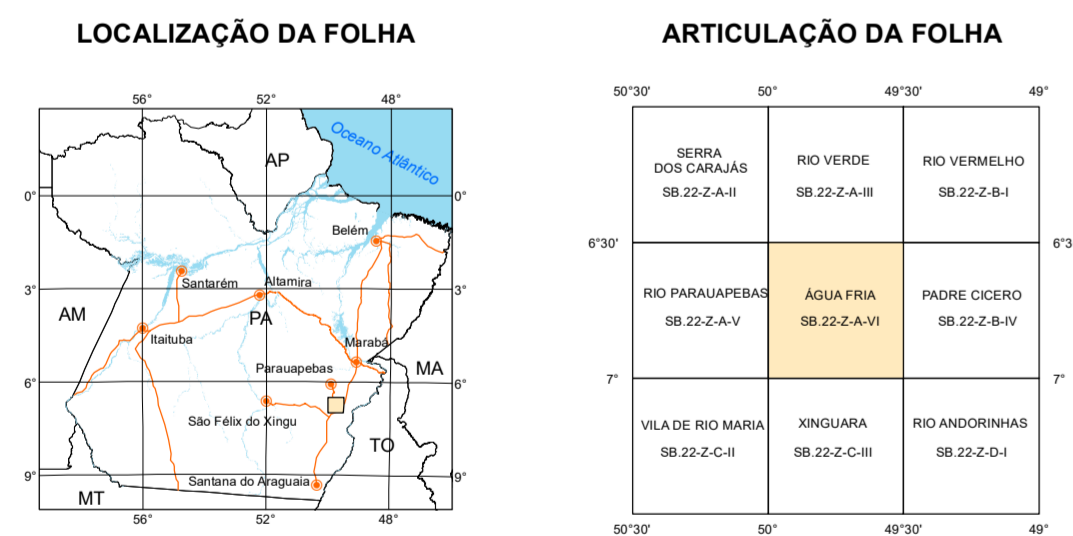 LOCALIZAÇÃO DA FOLHA
56°
52°
48°
AP
Oceano Atlântico
0°
0°
Belém
Santarém
Altamira
3°
3°
AM
PA
Itaituba
Marabá
Parauapebas
MA
6°
6°
São Félix do Xingu
TO
9°
9°
Santana do Araguaia
MT
56°
52°
48°
ARTICULAÇÃO DA FOLHA
50°30'
50°
49°30'
49°
SERRA
DOS CARAJÁS
SB.22-Z-A-II
RIO VERDE
SB.22-Z-A-III
RIO VERMELHO
SB.22-Z-B-I
6°30'
6°3
RIO PARAUAPEBAS
SB.22-Z-A-V
ÁGUA FRIA
SB.22-Z-A-VI
PADRE CICERO
SB.22-Z-B-IV
7°
7°
VILA DE RIO MARIA
SB.22-Z-C-II
XINGUARA
SB.22-Z-C-III
RIO ANDORINHAS
SB.22-Z-D-I
50°30'
50°
49°30'
49°